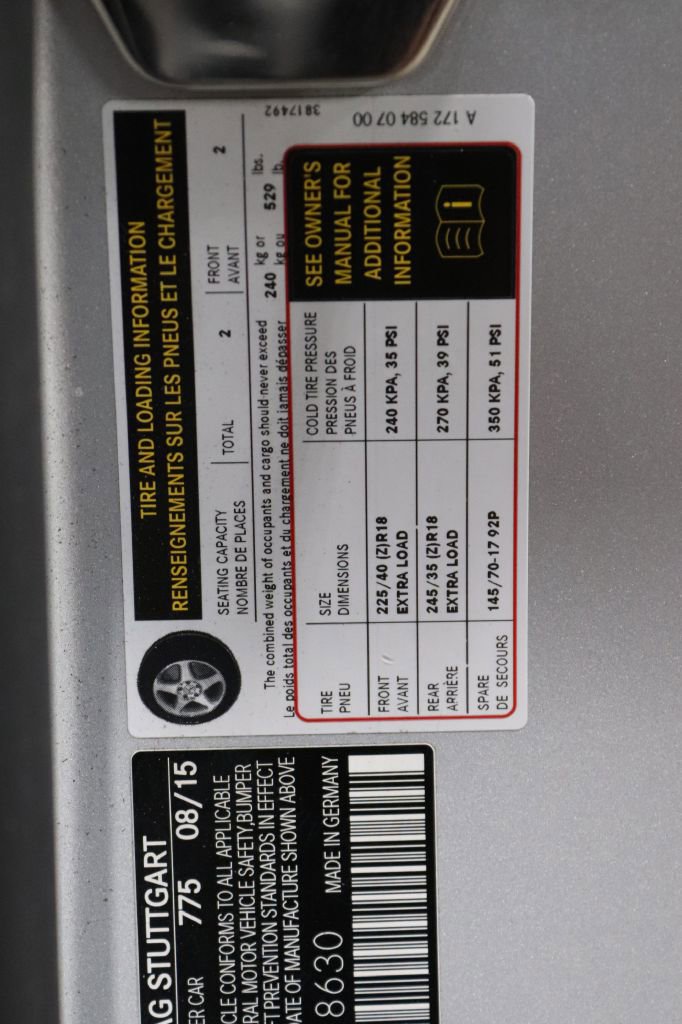 TIRE AND LOADING INFORMATION
RENSEIGNEMENTS SUR LES PNEUS ET LE CHARGEMENT
SEATING CAPACITY
NOMBRE DE PLACES
TOTAL 2
FRONT
AVANT
2
The combined weight of occupants and cargo should never exceed 240 kg or 529 lbs.
Le poids total des occupants et du chargement ne doit jamais dépasser kg ou lb.
TIRE
PNEU
SIZE
DIMENSIONS
COLD TIRE PRESSURE
PRESSION DES
PNEUS À FROID
SEE OWNER'S
MANUAL FOR
ADDITIONAL
INFORMATION
i
FRONT
AVANT
225/40 (Z)R18
EXTRA LOAD
240 KPA, 35 PSI
REAR
ARRIÈRE
245/35 (Z)R18
EXTRA LOAD
270 KPA, 39 PSI
SPARE
DE SECOURS
145/70-17 92P
350 KPA, 51 PSI
3817492
A 172 584 07 00
AG STUTTGART
ER CAR 775 08/15
CLE CONFORMS TO ALL APPLICABLE
RAL MOTOR VEHICLE SAFETY,BUMPER
FT PREVENTION STANDARDS IN EFFECT
ATE OF MANUFACTURE SHOWN ABOVE
8630 MADE IN GERMANY